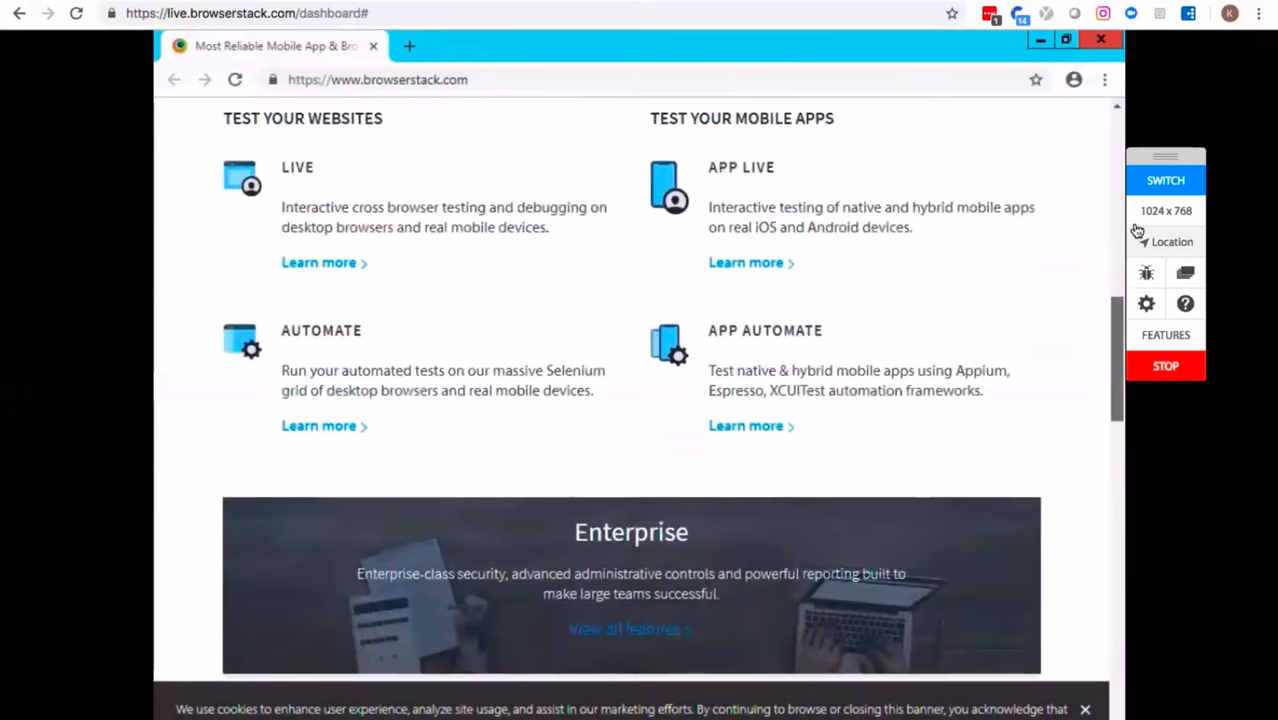 https://live.browserstack.com/dashboard#
1
14
K
Most Reliable Mobile App & Bro
https://www.browserstack.com
TEST YOUR WEBSITES
TEST YOUR MOBILE APPS
LIVE
Interactive cross browser testing and debugging on
desktop browsers and real mobile devices.
Learn more >
APP LIVE
Interactive testing of native and hybrid mobile apps
on real iOS and Android devices.
Learn more >
AUTOMATE
Run your automated tests on our massive Selenium
grid of desktop browsers and real mobile devices.
Learn more >
APP AUTOMATE
Test native & hybrid mobile apps using Appium,
Espresso, XCUITest automation frameworks.
Learn more >
Enterprise
Enterprise-class security, advanced administrative controls and powerful reporting built to
make large teams successful.
View all features >
We use cookies to enhance user experience, analyze site usage, and assist in our marketing efforts. By continuing to browse or closing this banner, you acknowledge that
SWITCH
1024 x 768
Location
FEATURES
STOP